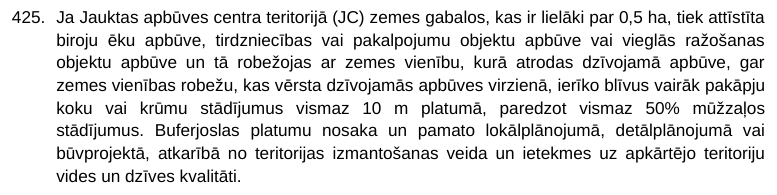 425. Ja Jauktas apbūves centra teritorijā (JC) zemes gabalos, kas ir lielāki par 0,5 ha, tiek attīstīta
biroju ēku apbūve, tirdzniecības vai pakalpojumu objektu apbūve vai vieglās ražošanas
objektu apbūve un tā robežojas ar zemes vienību, kurā atrodas dzīvojamā apbūve, gar
zemes vienības robežu, kas vērsta dzīvojamās apbūves virzienā, ierīko blīvus vairāk pakāpju
koku vai krūmu stādījumus vismaz 10 m platumā, paredzot vismaz 50% mūžzaļos
stādījumus. Buferjoslas platumu nosaka un pamato lokālplānojumā, detālplānojumā vai
būvprojektā, atkarībā no teritorijas izmantošanas veida un ietekmes uz apkārtējo teritoriju
vides un dzīves kvalitāti.